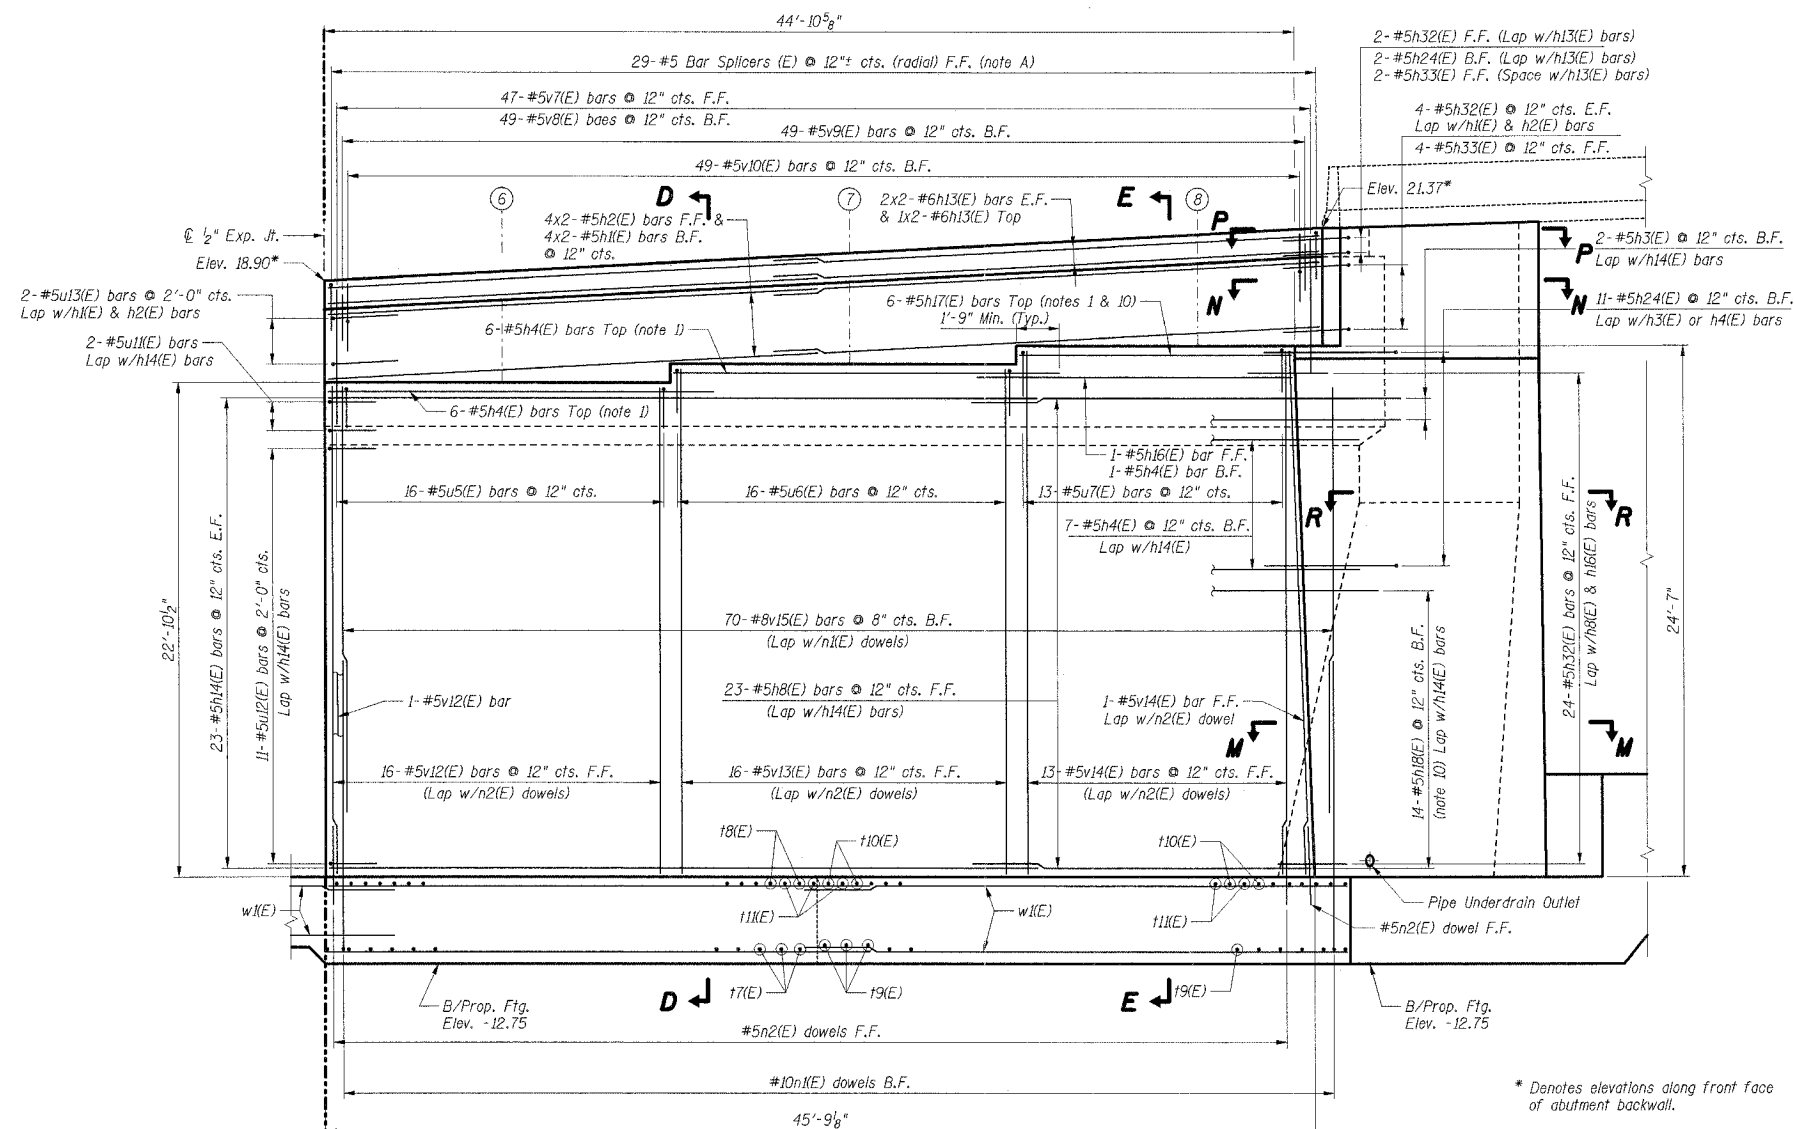 44'-10 5/8"
29-#5 Bar Splicers (E) @ 12"± cts. (radial) F.F. (note A)
47-#5v7(E) bars @ 12" cts. F.F.
49-#5v8(E) baes @ 12" cts. B.F.
49-#5v9(E) bars @ 12" cts. B.F.
49-#5v10(E) bars @ 12" cts. B.F.
2-#5h32(E) F.F. (Lap w/h13(E) bars)
2-#5h24(E) B.F. (Lap w/h13(E) bars)
2-#5h33(E) F.F. (Space w/h13(E) bars)
4-#5h32(E) @ 12" cts. E.F.
Lap w/h1(E) & h2(E) bars
4-#5h33(E) @ 12" cts. F.F.
Elev. 21.37*
6
D
7
E
8
P
4x2-#5h2(E) bars F.F. &
4x2-#5h1(E) bars B.F.
@ 12" cts.
2x2-#6h13(E) bars E.F.
& 1x2-#6h13(E) Top
℄ ½" Exp. Jt.
Elev. 18.90*
P
2-#5h3(E) @ 12" cts. B.F.
Lap w/h14(E) bars
2-#5u13(E) bars @ 2'-0" cts.
Lap w/h1(E) & h2(E) bars
N
N
11-#5h24(E) @ 12" cts. B.F.
Lap w/h3(E) or h4(E) bars
6-#5h17(E) bars Top (notes 1 & 10)
1'-9" Min. (Typ.)
6-#5h4(E) bars Top (note 1)
2-#5u11(E) bars
Lap w/h14(E) bars
6-#5h4(E) bars Top (note 1)
1-#5h16(E) bar F.F.
1-#5h4(E) bar B.F.
16-#5u5(E) bars @ 12" cts.
16-#5u6(E) bars @ 12" cts.
13-#5u7(E) bars @ 12" cts.
R
R
7-#5h4(E) @ 12" cts. B.F.
Lap w/h14(E)
22'-10½"
23-#5h14(E) bars @ 12" cts. E.F.
11-#5u12(E) bars @ 2'-0" cts.
Lap w/h14(E) bars
70-#8v15(E) bars @ 8" cts. B.F.
(Lap w/n1(E) dowels)
24-#5h32(E) bars @ 12" cts. F.F.
Lap w/h8(E) & h16(E) bars
24'-7"
1-#5v12(E) bar
23-#5h8(E) bars @ 12" cts. F.F.
(Lap w/h14(E) bars)
1-#5v14(E) bar F.F.
Lap w/n2(E) dowel
14-#5h18(E) @ 12" cts. B.F.
(note 10) Lap w/h14(E) bars
M
M
16-#5v12(E) bars @ 12" cts. F.F.
(Lap w/n2(E) dowels)
16-#5v13(E) bars @ 12" cts. F.F.
(Lap w/n2(E) dowels)
13-#5v14(E) bars @ 12" cts. F.F.
(Lap w/n2(E) dowels)
t8(E)
t10(E)
t10(E)
w1(E)
t11(E)
w1(E)
t11(E)
Pipe Underdrain Outlet
#5n2(E) dowel F.F.
D
t7(E)
t9(E)
E
t9(E)
B/Prop. Ftg.
Elev. -12.75
B/Prop. Ftg.
Elev. -12.75
#5n2(E) dowels F.F.
#10n1(E) dowels B.F.
45'-9 1/8"
* Denotes elevations along front face
of abutment backwall.